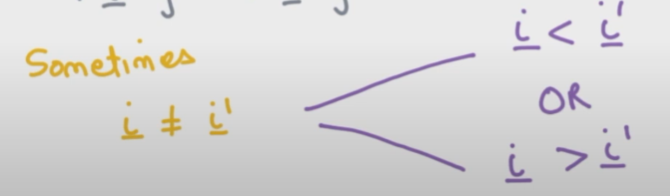 Sometimes
i ≠ i'
i < i'
OR
i > i'